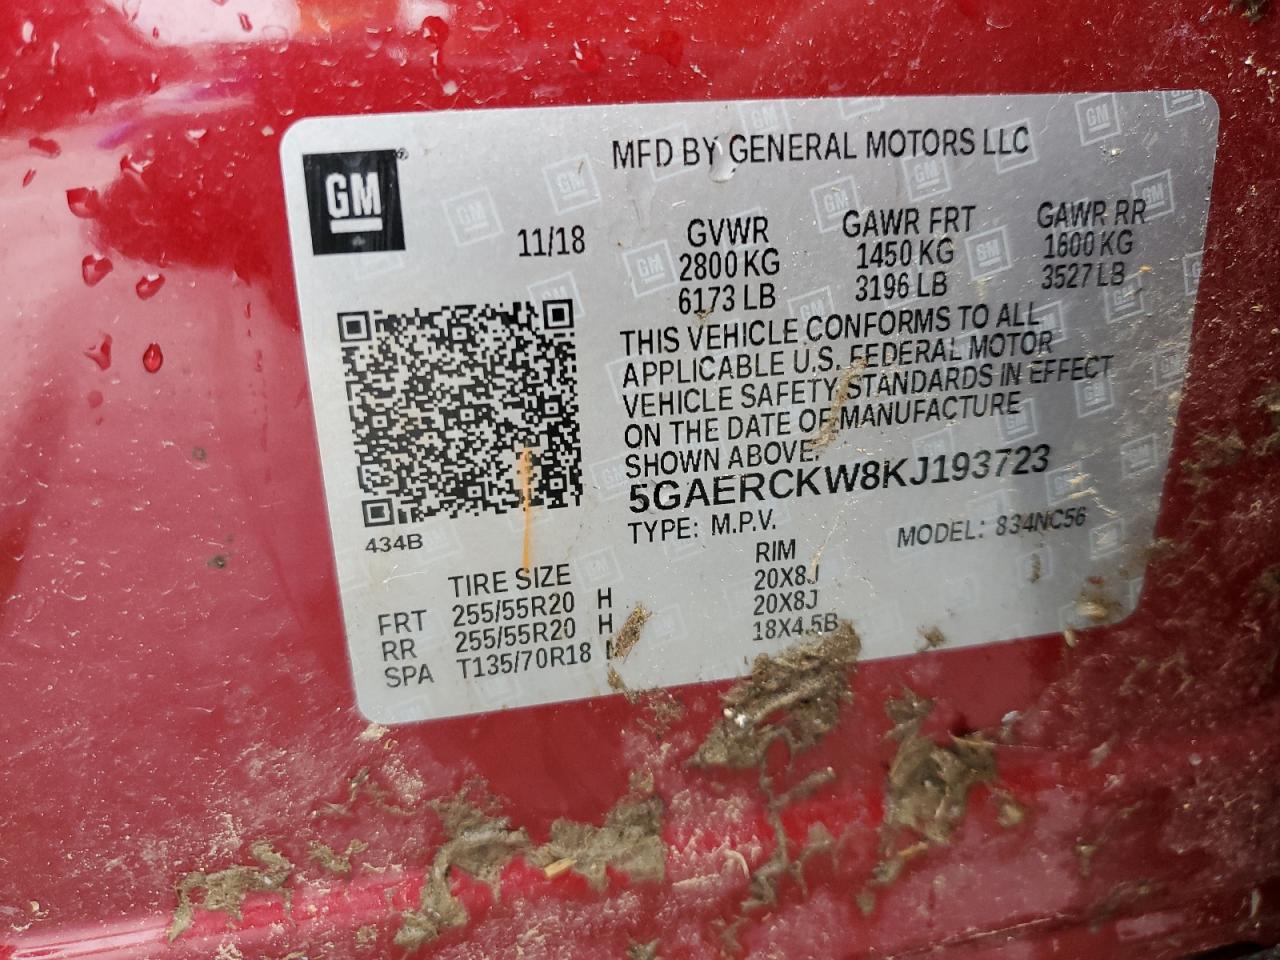 MFD BY GENERAL MOTORS LLC
GM
11/18
GVWR GAWR FRT GAWR RR
2800 KG 1450 KG 1600 KG
6173 LB 3196 LB 3527 LB
THIS VEHICLE CONFORMS TO ALL
APPLICABLE U.S. FEDERAL MOTOR
VEHICLE SAFETY STANDARDS IN EFFECT
ON THE DATE OF MANUFACTURE
SHOWN ABOVE.
5GAERCKW8KJ193723
TYPE: M.P.V. MODEL: 834NC56
434B
TIRE SIZE RIM
FRT 255/55R20 H 20X8J
RR 255/55R20 H 20X8J
SPA T135/70R18 18X4.5B